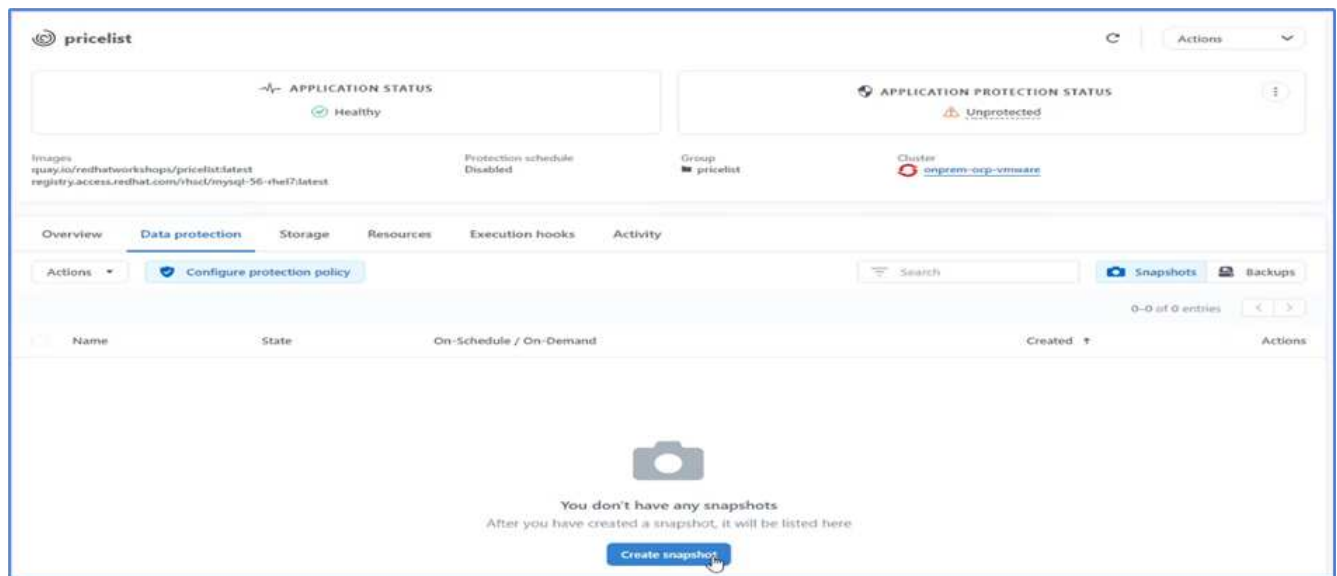 pricelist
Actions
APPLICATION STATUS
Healthy
APPLICATION PROTECTION STATUS
Unprotected
Images
quay.io/redhatworkshops/pricelist:latest
registry.access.redhat.com/rhscl/mysql-56-rhel7:latest
Protection schedule
Disabled
Group
pricelist
Cluster
onprem-ocp-vmware
Overview Data protection Storage Resources Execution hooks Activity
Actions Configure protection policy Search Snapshots Backups
0-0 of 0 entries
Name State On-Schedule / On-Demand Created Actions
You don't have any snapshots
After you have created a snapshot, it will be listed here
Create snapshot